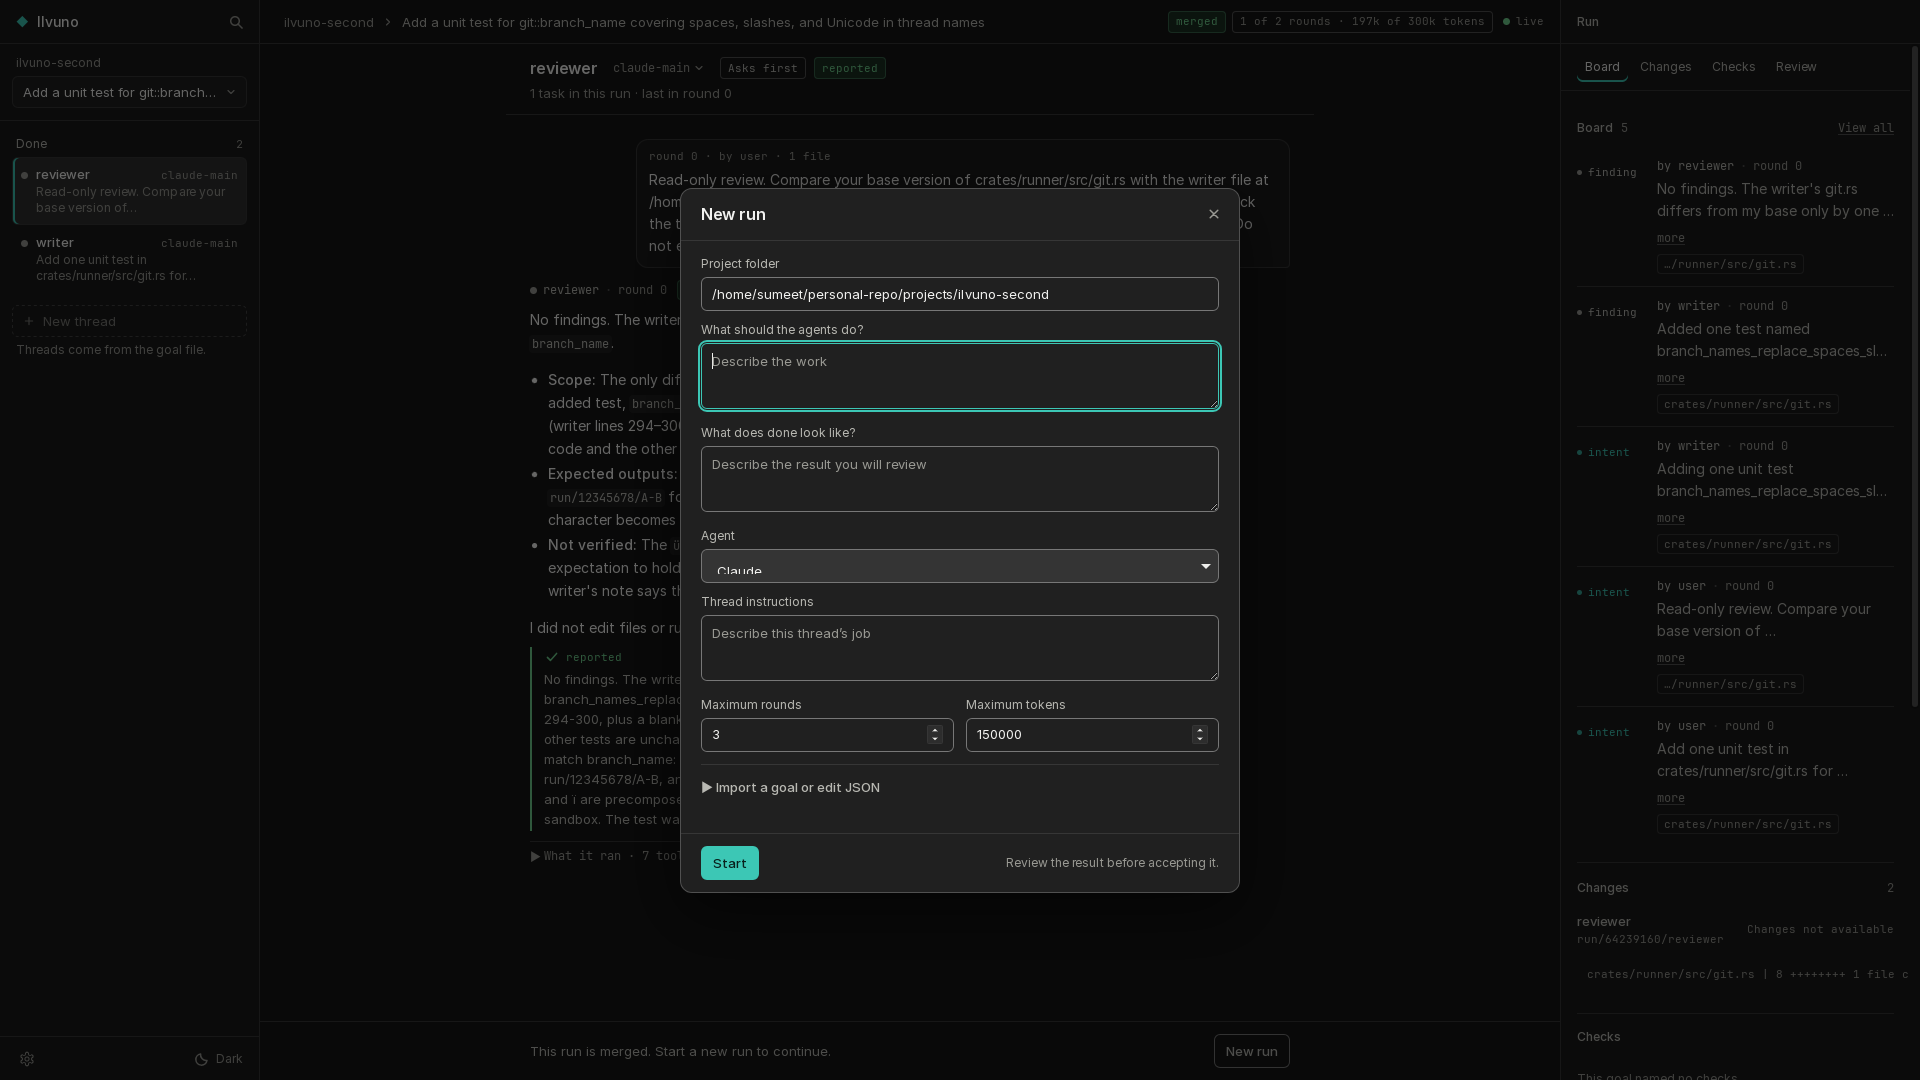 Ilvuno
ilvuno-second
Add a unit test for git::branch...
Done 2
reviewer claude-main
Read-only review. Compare your
base version of...
writer claude-main
Add one unit test in
crates/runner/src/git.rs for...
+ New thread
Threads come from the goal file.
Dark
ilvuno-second > Add a unit test for git::branch_name covering spaces, slashes, and Unicode in thread names
merged 1 of 2 rounds · 197k of 300k tokens live
reviewer claude-main Asks first reported
1 task in this run · last in round 0
round 0 · by user · 1 file
Read-only review. Compare your base version of crates/runner/src/git.rs with the writer file at
/hom
the t
not e
reviewer · round 0
No findings. The writer
branch_name.
Scope: The only dif
added test, branch_
(writer lines 294–300
code and the other
Expected outputs:
run/12345678/A-B fo
character becomes
Not verified: The
expectation to hold
writer's note says th
I did not edit files or ru
reported
No findings. The write
branch_names_replac
294-300, plus a blank
other tests are uncha
match branch_name:
run/12345678/A-B, an
and ï are precompose
sandbox. The test wa
What it ran · 7 tool
This run is merged. Start a new run to continue.
New run
New run
Project folder
/home/sumeet/personal-repo/projects/ilvuno-second
What should the agents do?
Describe the work
What does done look like?
Describe the result you will review
Agent
Claude
Thread instructions
Describe this thread’s job
Maximum rounds Maximum tokens
3 150000
Import a goal or edit JSON
Start Review the result before accepting it.
Run
Board Changes Checks Review
Board 5 View all
finding by reviewer · round 0
No findings. The writer's git.rs
differs from my base only by one ...
more
…/runner/src/git.rs
finding by writer · round 0
Added one test named
branch_names_replace_spaces_sl...
more
crates/runner/src/git.rs
intent by writer · round 0
Adding one unit test
branch_names_replace_spaces_sl...
more
crates/runner/src/git.rs
intent by user · round 0
Read-only review. Compare your
base version of ...
more
…/runner/src/git.rs
intent by user · round 0
Add one unit test in
crates/runner/src/git.rs for ...
more
crates/runner/src/git.rs
Changes 2
reviewer
run/64239160/reviewer Changes not available
crates/runner/src/git.rs | 8 ++++++++ 1 file c
Checks
This goal named no checks